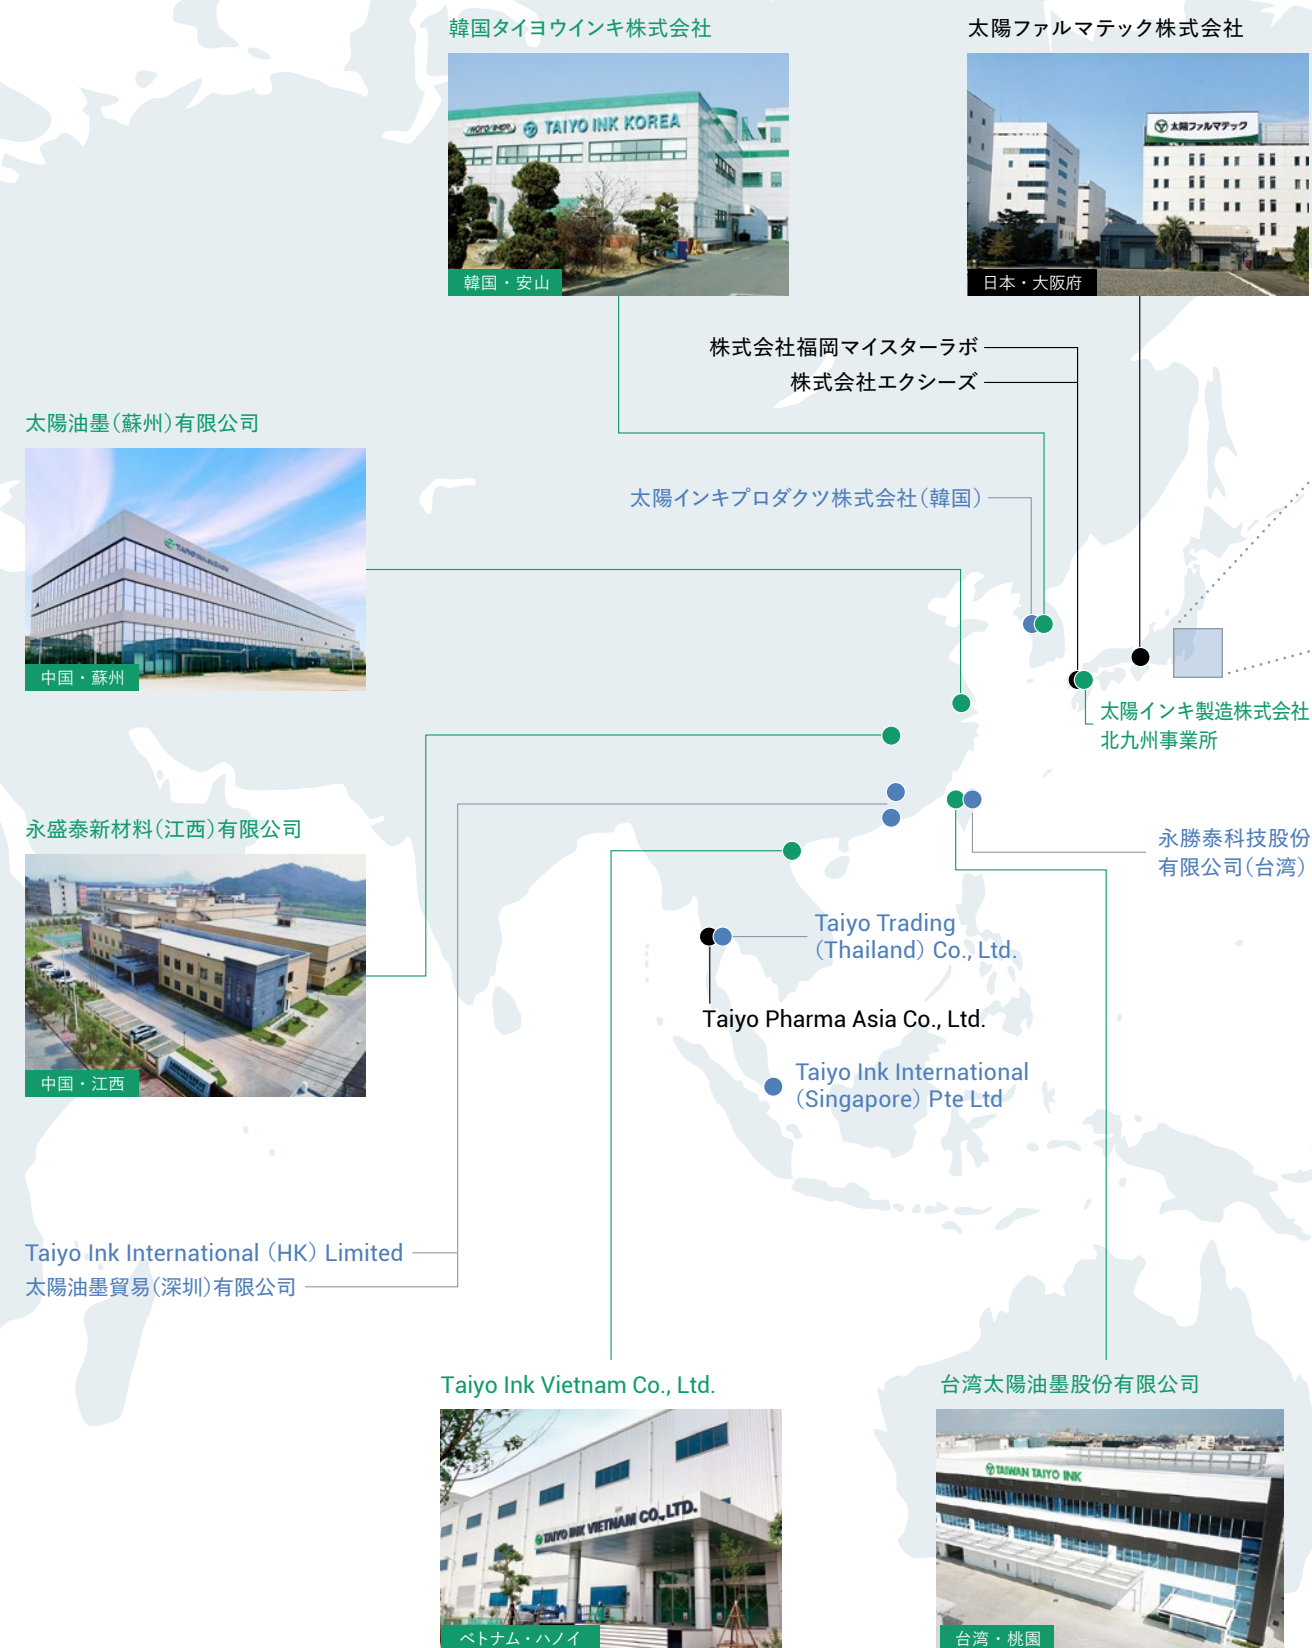 韓国タイヨウインキ株式会社
太陽ファルマテック株式会社
TAIYO INK KOREA
太陽ファルマテック
韓国・安山
日本・大阪府
株式会社福岡マイスターラボ
株式会社エクシーズ
太陽油墨(蘇州)有限公司
太陽インキプロダクツ株式会社(韓国)
中国・蘇州
太陽インキ製造株式会社
北九州事業所
永盛泰新材料(江西)有限公司
永勝泰科技股份
有限公司(台湾)
Taiyo Trading
(Thailand) Co., Ltd.
Taiyo Pharma Asia Co., Ltd.
Taiyo Ink International
(Singapore) Pte Ltd
中国・江西
Taiyo Ink International (HK) Limited
太陽油墨貿易(深圳)有限公司
Taiyo Ink Vietnam Co., Ltd.
台湾太陽油墨股份有限公司
TAIYO INK VIETNAM CO.,LTD.
TAIWAN TAIYO INK
ベトナム・ハノイ
台湾・桃園